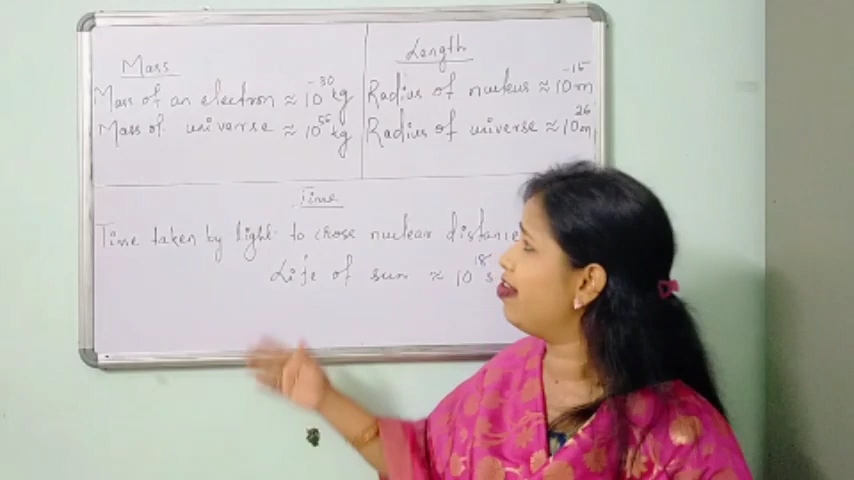 Mass
Mass of an electron ≈ 10⁻³⁰ kg
Mass of universe ≈ 10⁵⁵ kg
Length
Radius of nucleus ≈ 10⁻¹⁵ m
Radius of universe ≈ 10²⁶ m
Time
Time taken by light to cross nuclear distance
Life of sun ≈ 10¹⁸ s